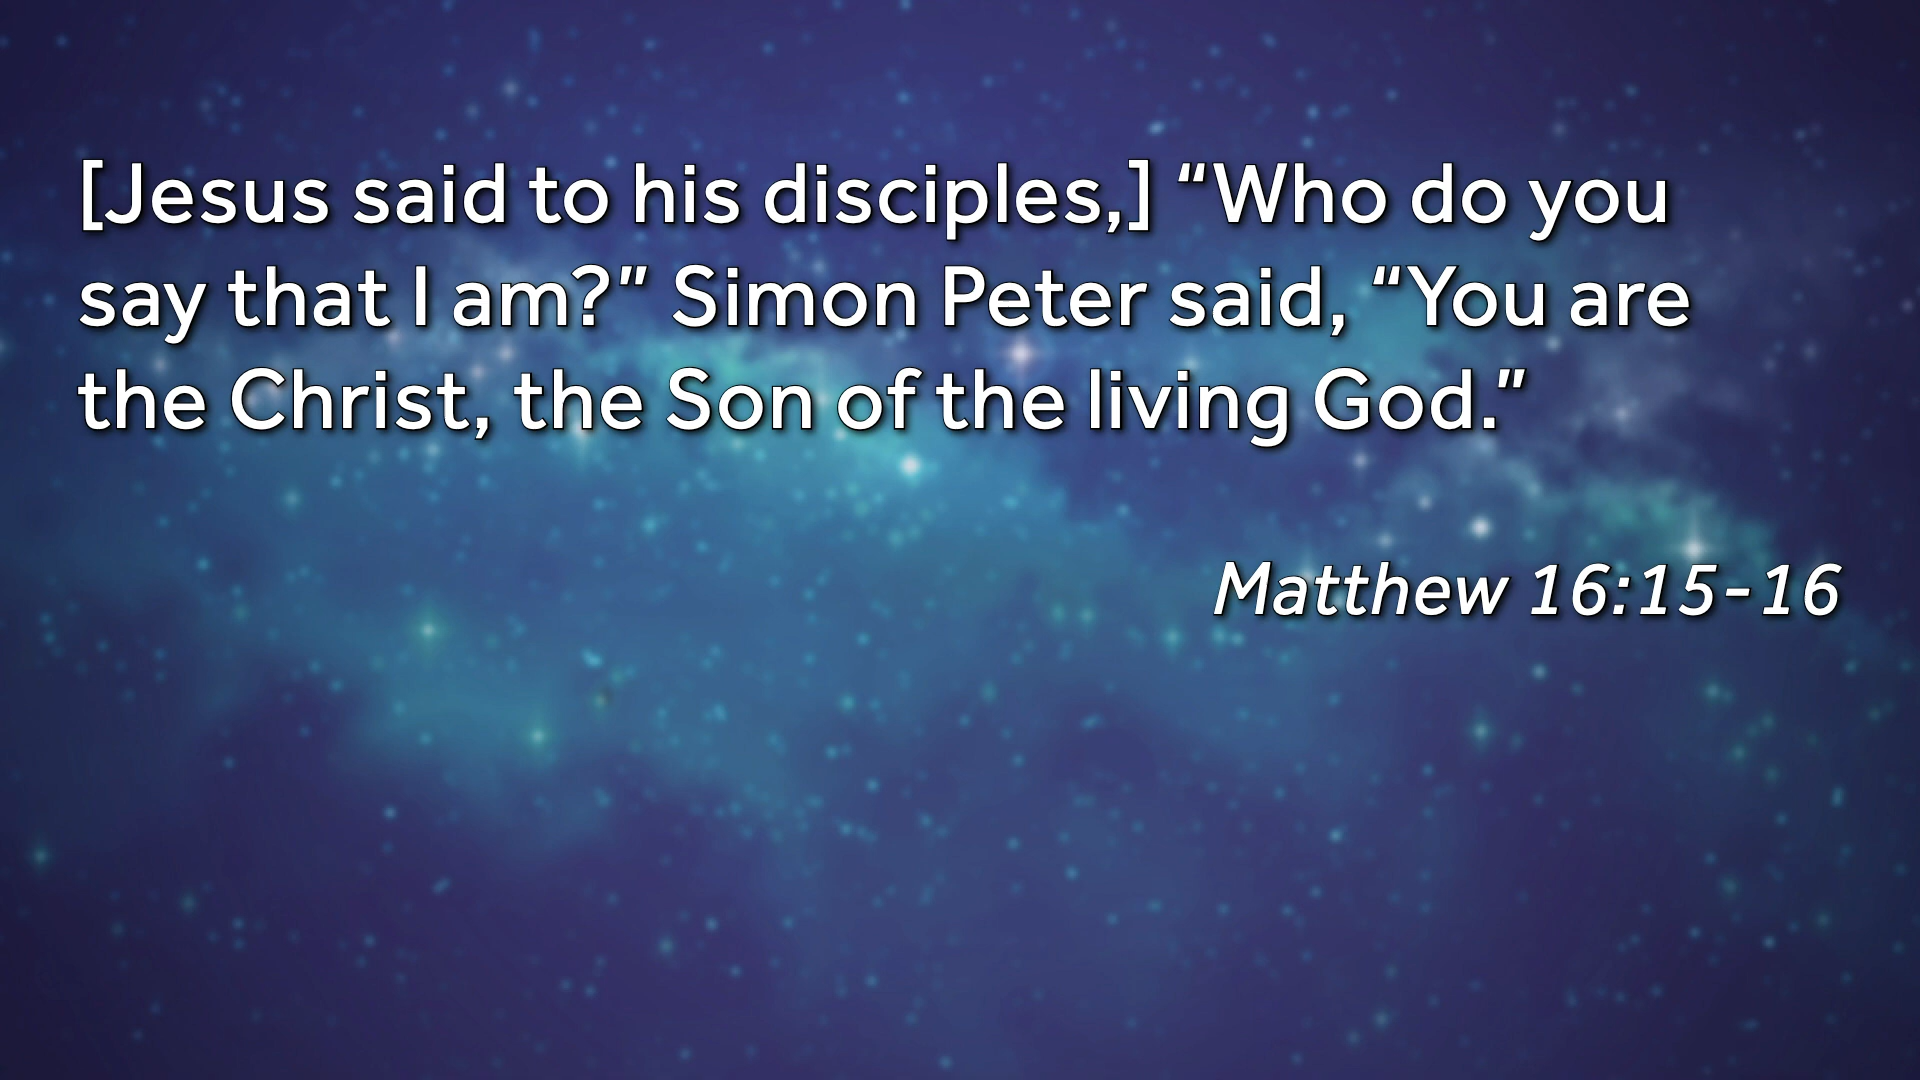 [Jesus said to his disciples,] “Who do you
say that I am?” Simon Peter said, “You are
the Christ, the Son of the living God.”
Matthew 16:15-16